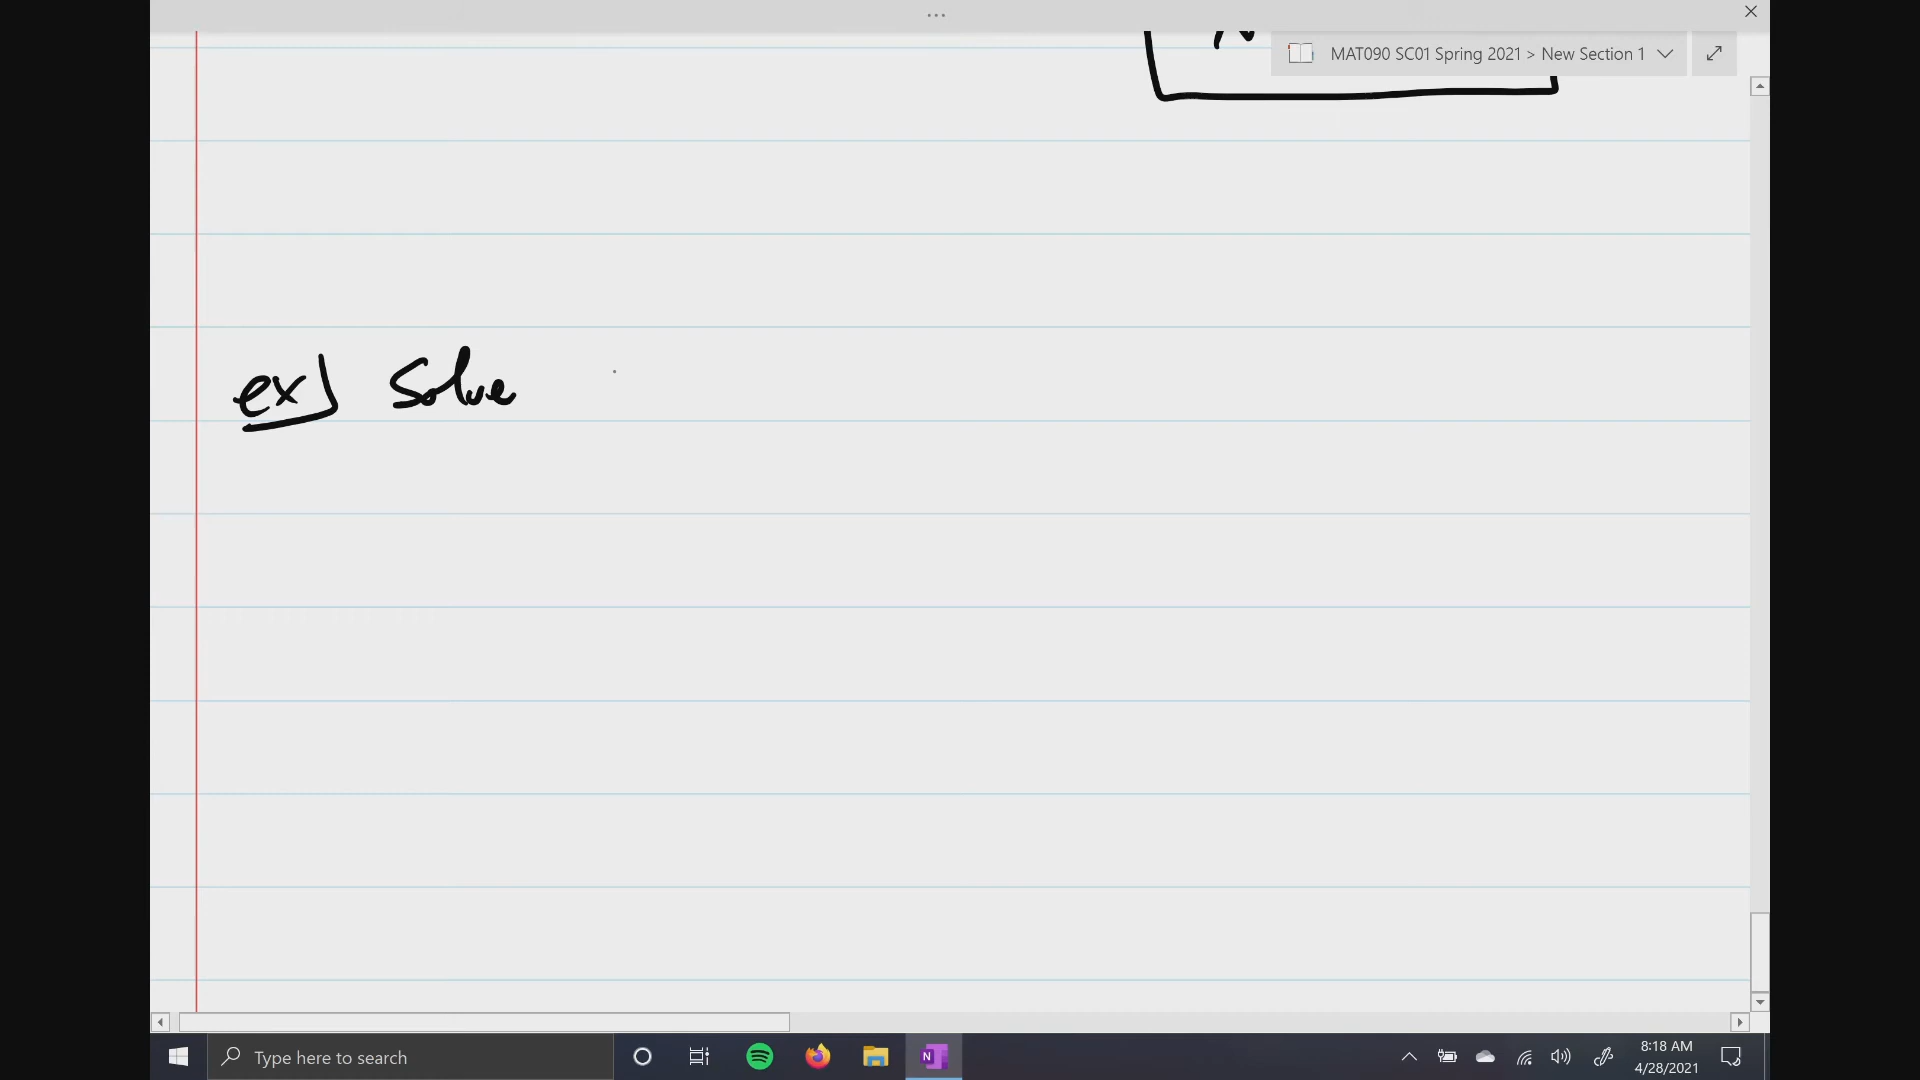 MAT090 SC01 Spring 2021 > New Section 1
ex) Solve
Type here to search
8:18 AM
4/28/2021